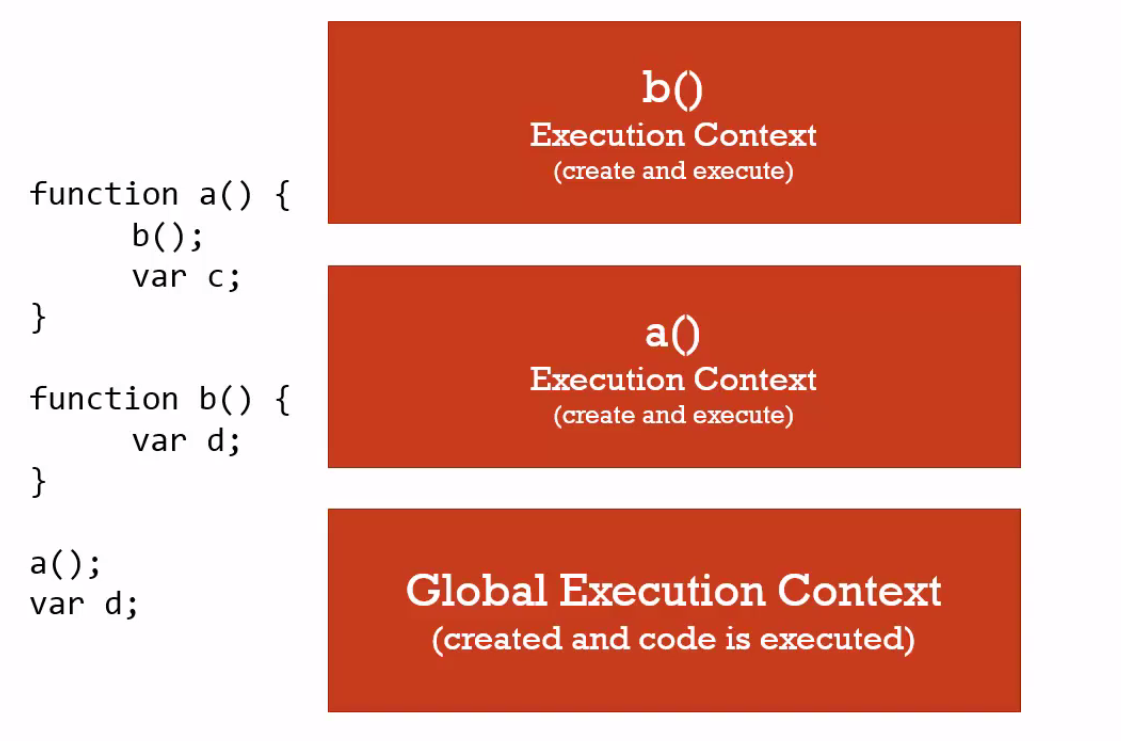 function a() {
b();
var c;
}
function b() {
var d;
}
a();
var d;
b()
Execution Context
(create and execute)
a()
Execution Context
(create and execute)
Global Execution Context
(created and code is executed)